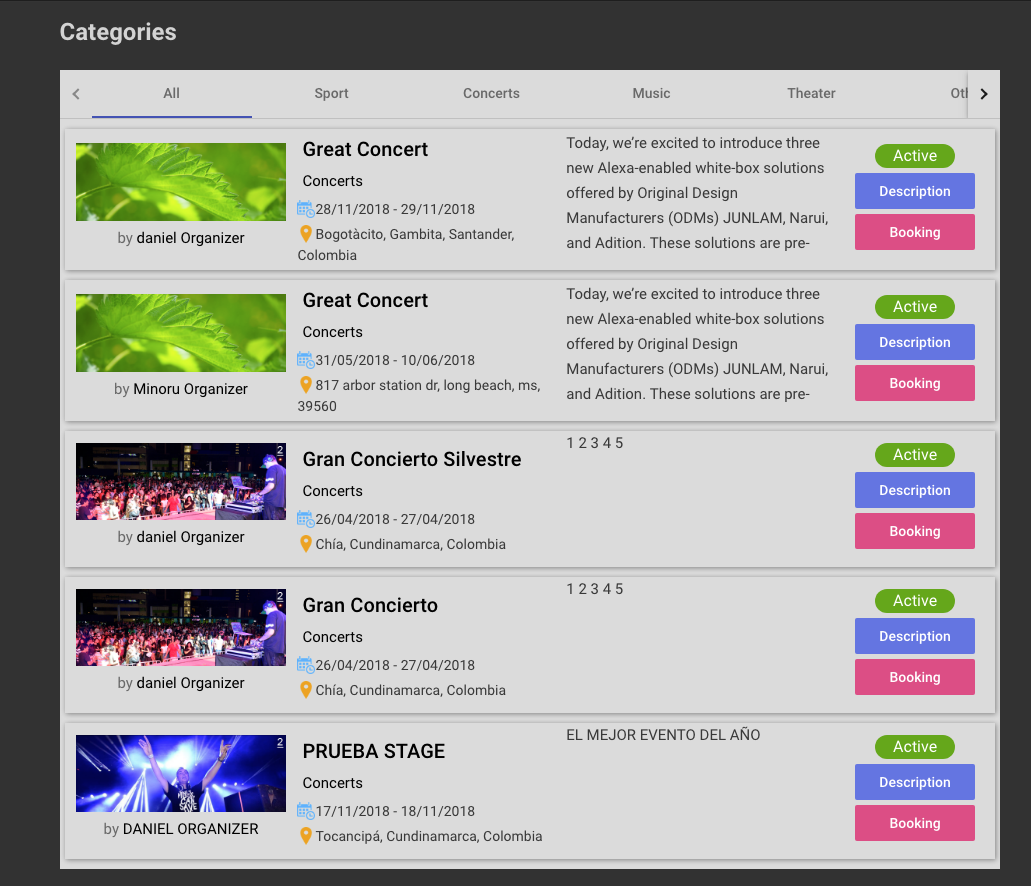 Categories
All
Sport
Concerts
Music
Theater
Great Concert
Concerts
28/11/2018 - 29/11/2018
Bogotàcito, Gambita, Santander,
Colombia
by daniel Organizer
Today, we’re excited to introduce three
new Alexa-enabled white-box solutions
offered by Original Design
Manufacturers (ODMs) JUNLAM, Narui,
and Adition. These solutions are pre-
Active
Description
Booking
Great Concert
Concerts
31/05/2018 - 10/06/2018
817 arbor station dr, long beach, ms,
39560
by Minoru Organizer
Today, we’re excited to introduce three
new Alexa-enabled white-box solutions
offered by Original Design
Manufacturers (ODMs) JUNLAM, Narui,
and Adition. These solutions are pre-
Active
Description
Booking
2
Gran Concierto Silvestre
Concerts
26/04/2018 - 27/04/2018
Chía, Cundinamarca, Colombia
by daniel Organizer
1 2 3 4 5
Active
Description
Booking
2
Gran Concierto
Concerts
26/04/2018 - 27/04/2018
Chía, Cundinamarca, Colombia
by daniel Organizer
1 2 3 4 5
Active
Description
Booking
2
PRUEBA STAGE
Concerts
17/11/2018 - 18/11/2018
Tocancipá, Cundinamarca, Colombia
by DANIEL ORGANIZER
EL MEJOR EVENTO DEL AÑO
Active
Description
Booking